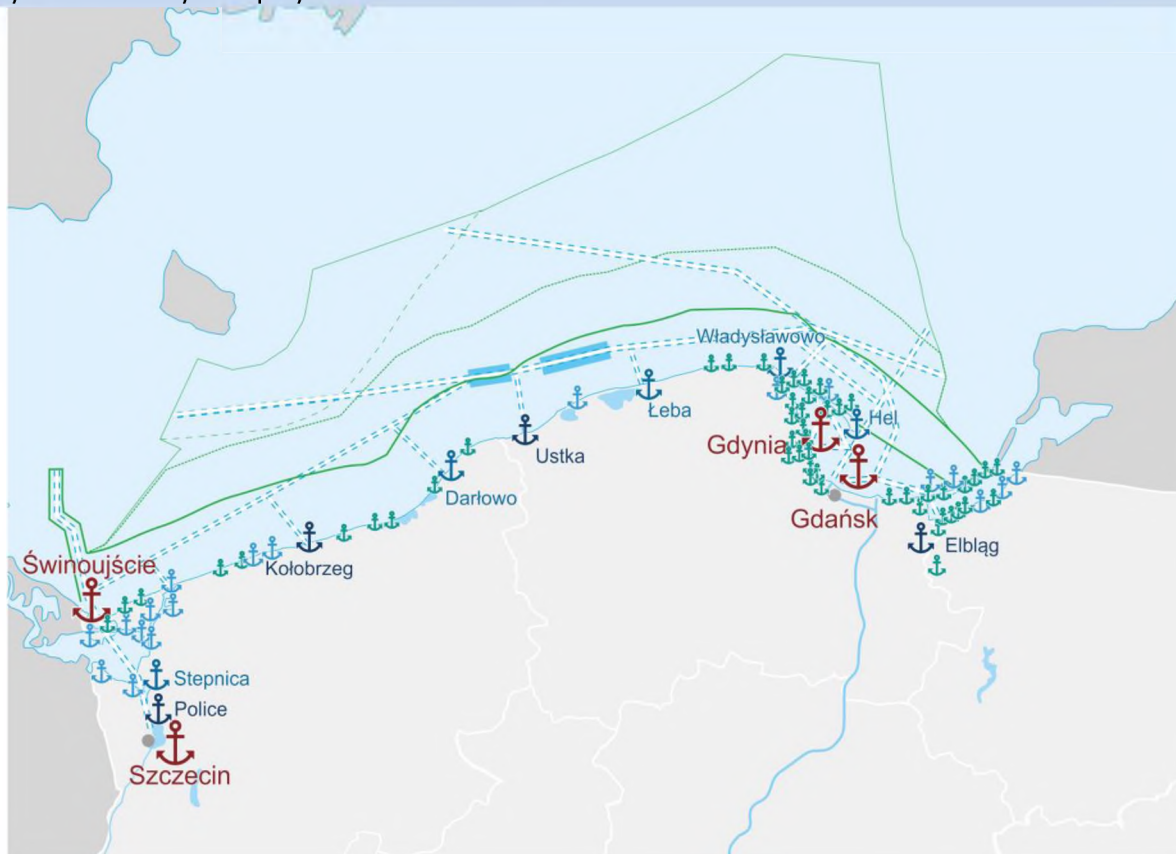 Władysławowo
Łeba
Hel
Gdynia
Ustka
Darłowo
Gdańsk
Elbląg
Świnoujście
Kołobrzeg
Stepnica
Police
Szczecin